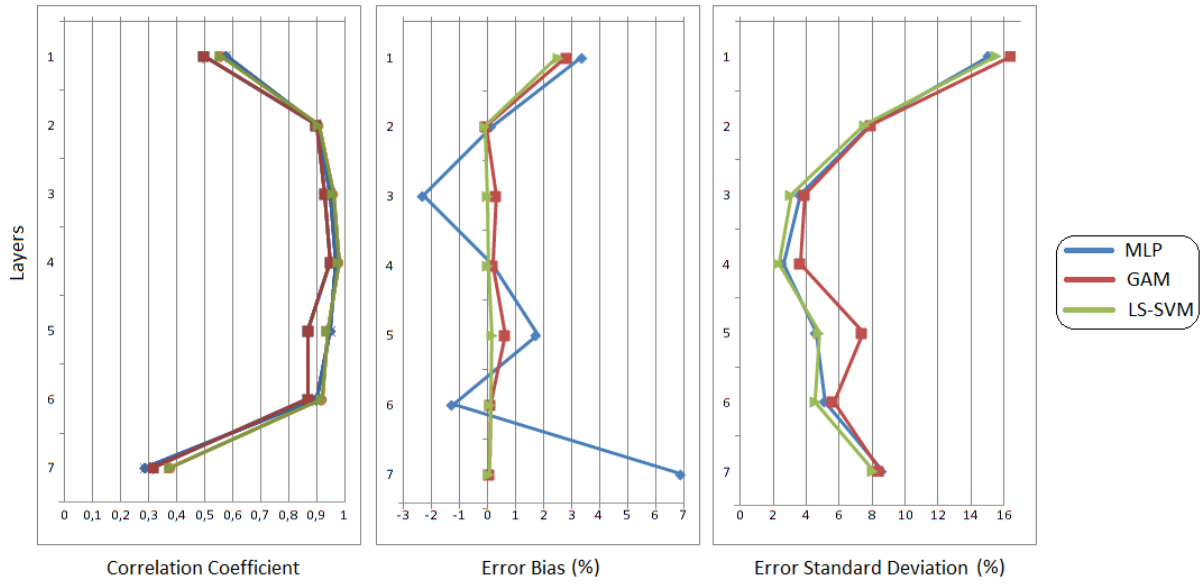 1
2
3
4
5
6
7
0 0,1 0,2 0,3 0,5 0,6 0,7 0,8 0,9 1
1
2
3
4
5
6
7
-3 -2 -1 0 1 2 3 4 5 6 7
1
2
3
4
5
6
7
0 2 4 6 8 10 12 14 16
Layers
Correlation Coefficient
Error Bias (%)
Error Standard Deviation (%)
MLP
GAM
LS-SVM